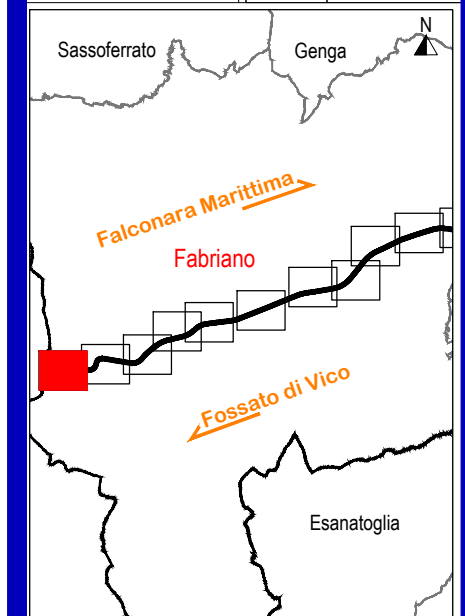 N
Sassoferrato
Genga
Falconara Marittima
Fabriano
Fossato di Vico
Esanatoglia